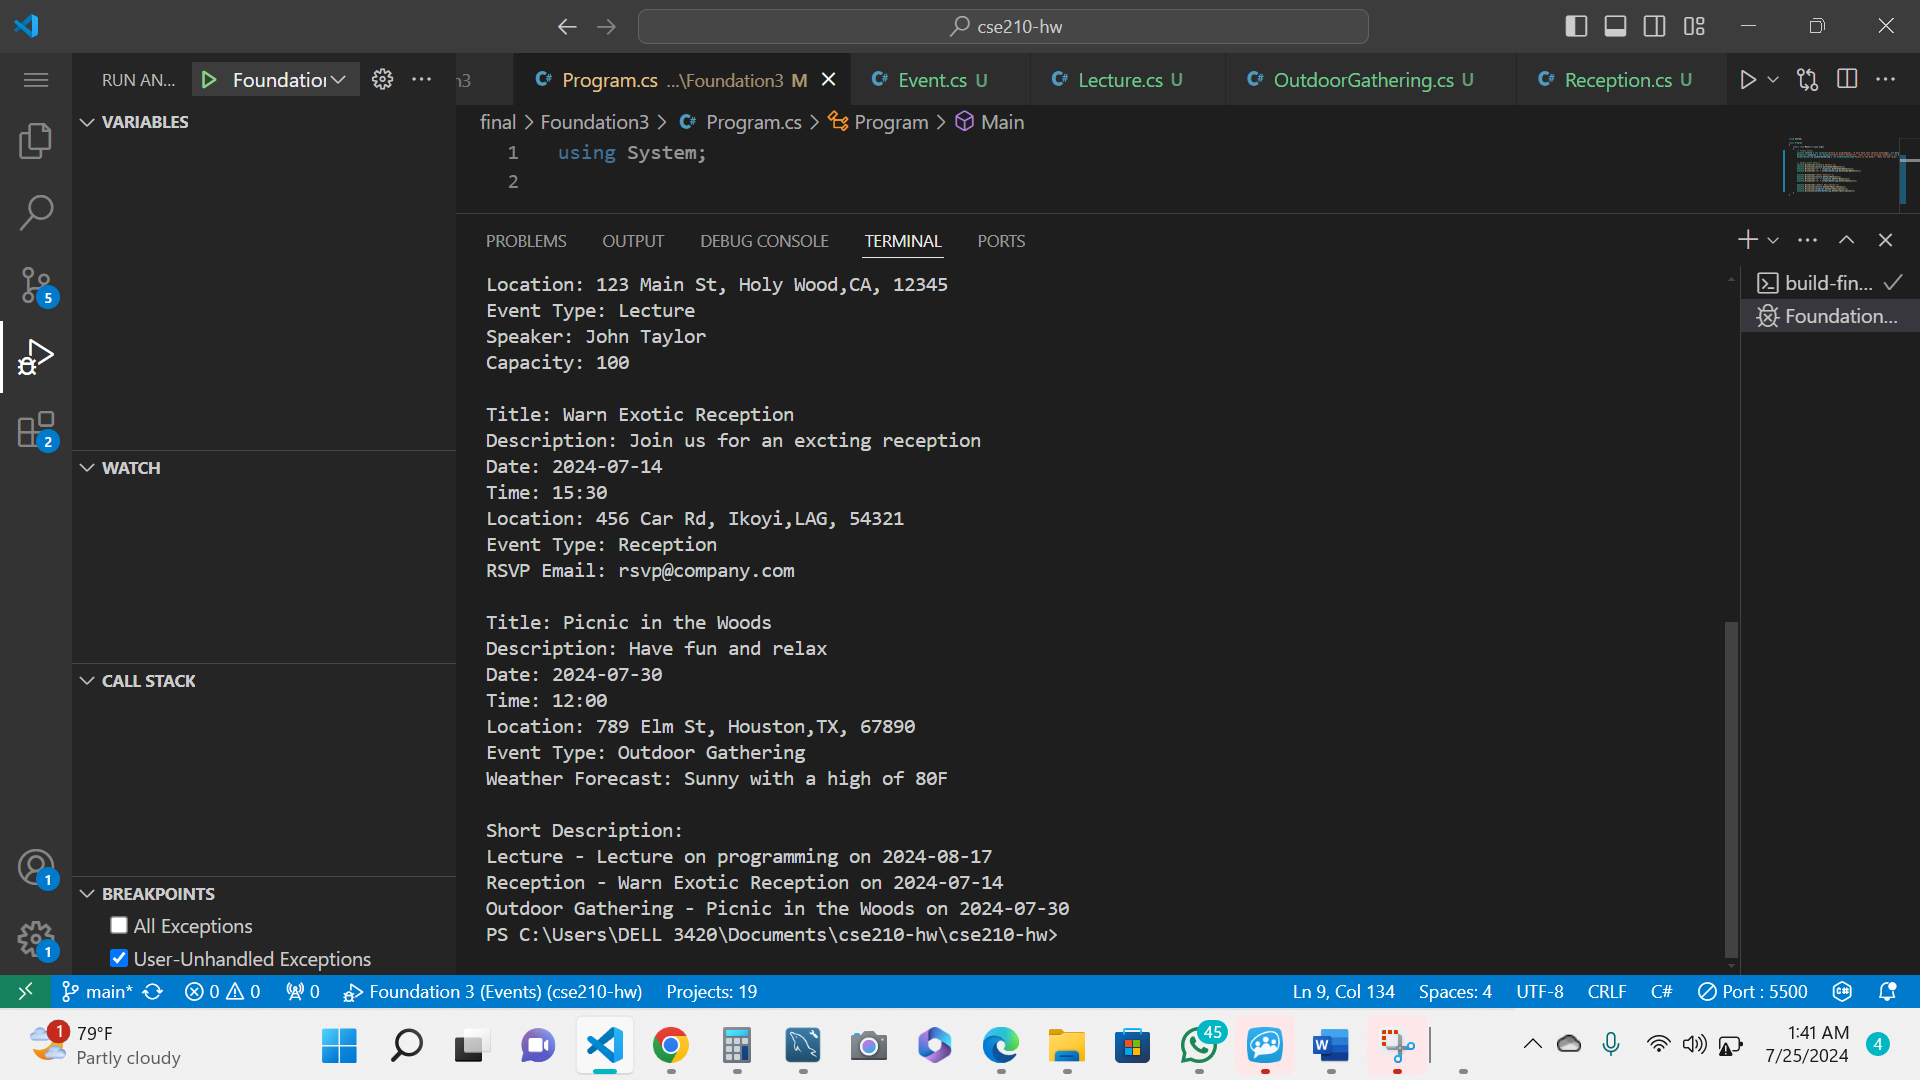 cse210-hw
RUN AN...
Foundation
n3
Program.cs ...\Foundation3 M
Event.cs U
Lecture.cs U
OutdoorGathering.cs U
Reception.cs U
VARIABLES
final > Foundation3 > Program.cs > Program > Main
1 using System;
2
PROBLEMS OUTPUT DEBUG CONSOLE TERMINAL PORTS
Location: 123 Main St, Holy Wood,CA, 12345
Event Type: Lecture
Speaker: John Taylor
Capacity: 100
Title: Warn Exotic Reception
Description: Join us for an excting reception
Date: 2024-07-14
Time: 15:30
Location: 456 Car Rd, Ikoyi,LAG, 54321
Event Type: Reception
RSVP Email: rsvp@company.com
Title: Picnic in the Woods
Description: Have fun and relax
Date: 2024-07-30
Time: 12:00
Location: 789 Elm St, Houston,TX, 67890
Event Type: Outdoor Gathering
Weather Forecast: Sunny with a high of 80F
Short Description:
Lecture - Lecture on programming on 2024-08-17
Reception - Warn Exotic Reception on 2024-07-14
Outdoor Gathering - Picnic in the Woods on 2024-07-30
PS C:\Users\DELL 3420\Documents\cse210-hw\cse210-hw>
build-fin...
Foundation...
5
2
1
1
WATCH
CALL STACK
BREAKPOINTS
All Exceptions
User-Unhandled Exceptions
main* 0 0 0 Foundation 3 (Events) (cse210-hw) Projects: 19
Ln 9, Col 134 Spaces: 4 UTF-8 CRLF C# Port : 5500
1
79°F
Partly cloudy
45
W
1:41 AM
7/25/2024
4